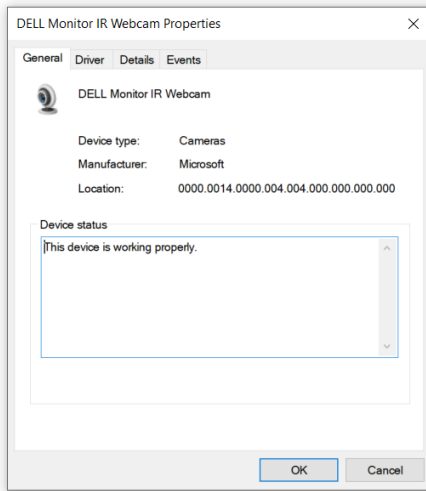 DELL Monitor IR Webcam Properties
General Driver Details Events
DELL Monitor IR Webcam
Device type: Cameras
Manufacturer: Microsoft
Location: 0000.0014.0000.004.004.000.000.000.000
Device status
This device is working properly.
OK Cancel